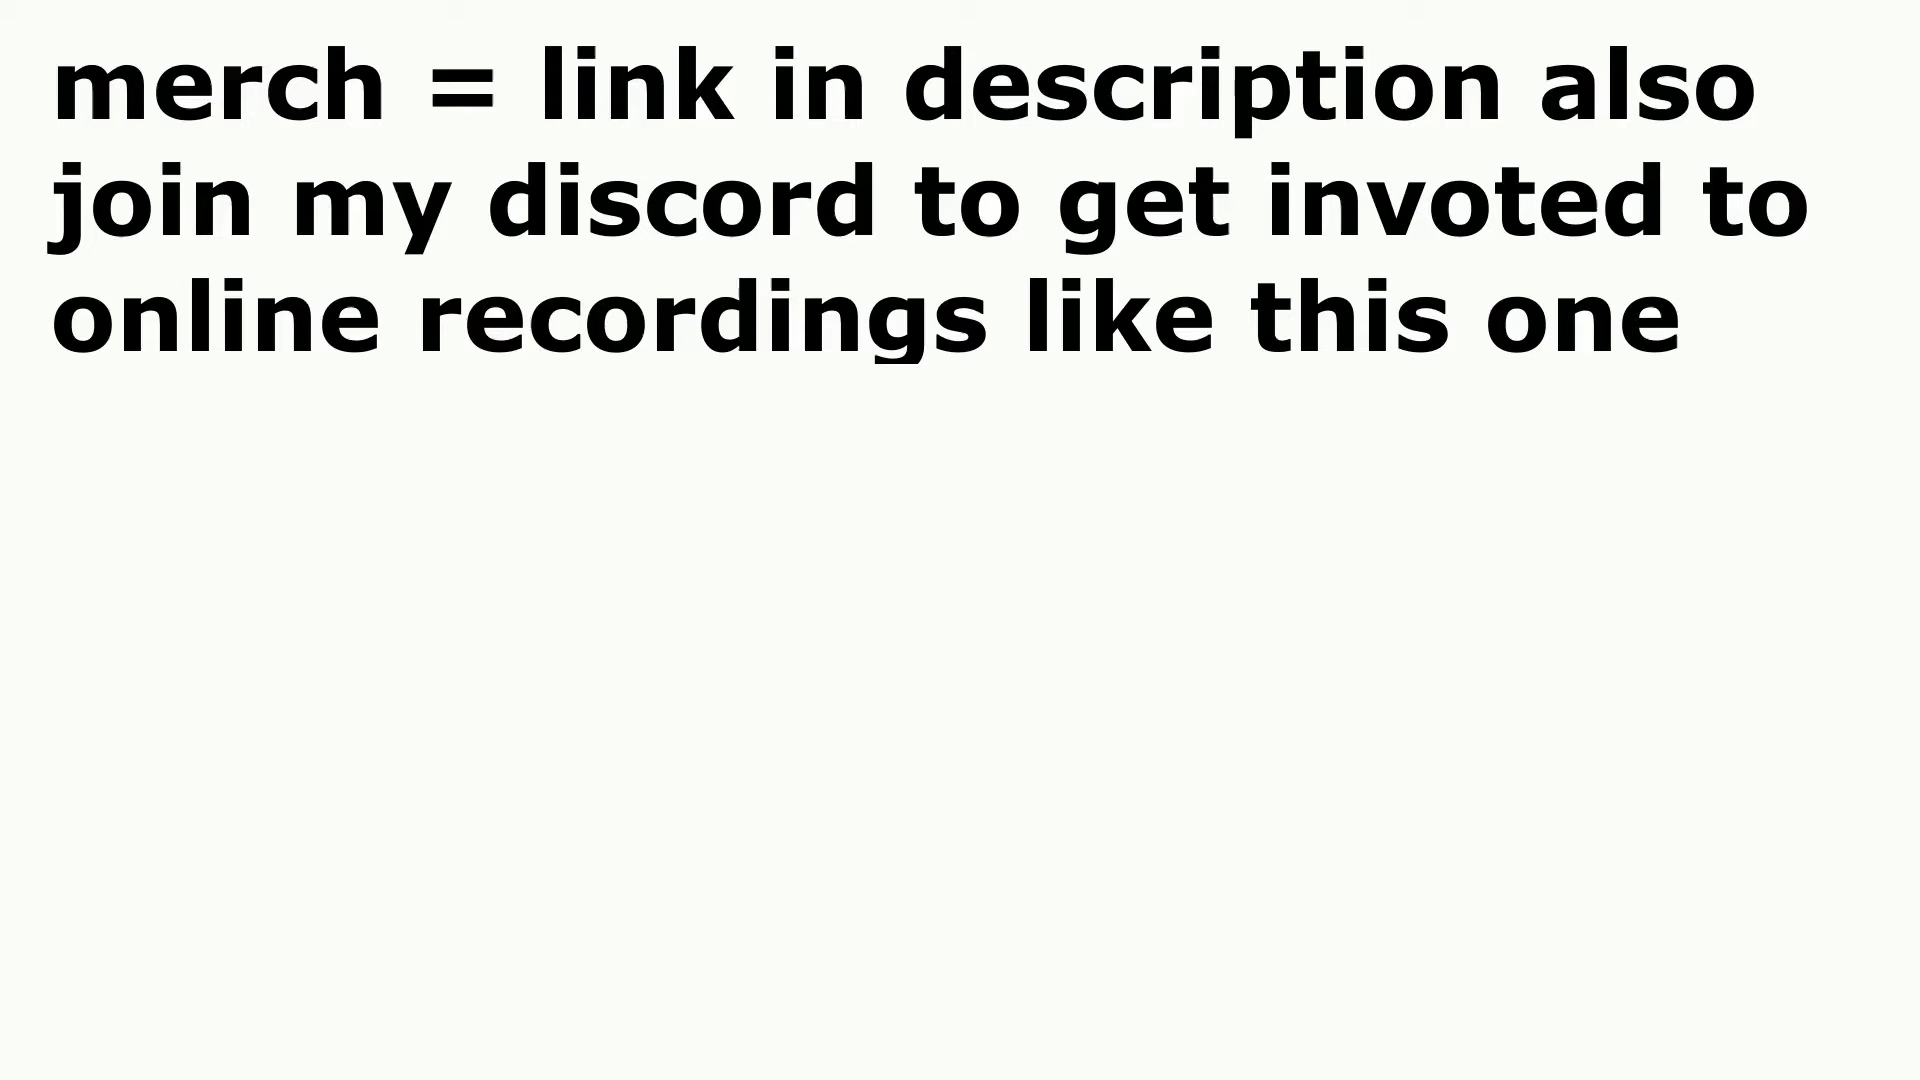 merch = link in description also
join my discord to get invoted to
online recordings like this one